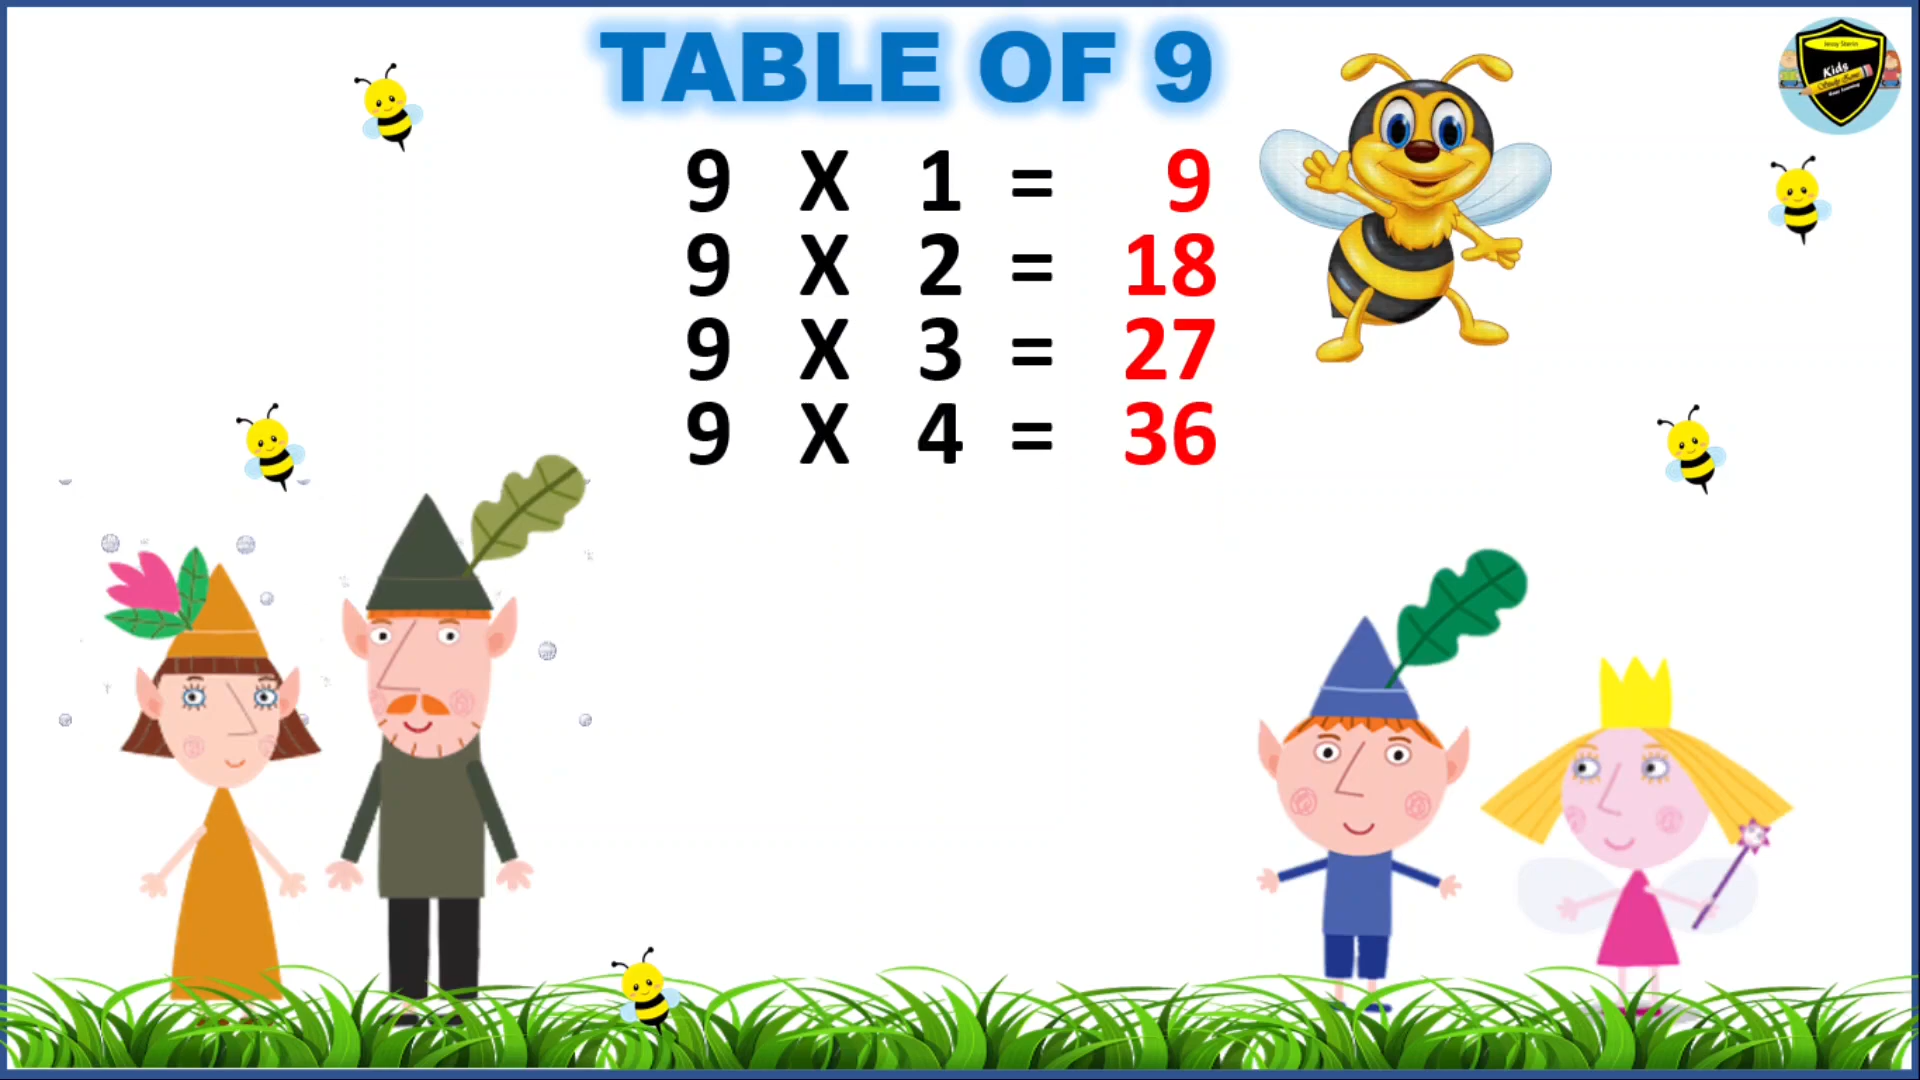 TABLE OF 9
9 X 1 = 9
9 X 2 = 18
9 X 3 = 27
9 X 4 = 36
Kids